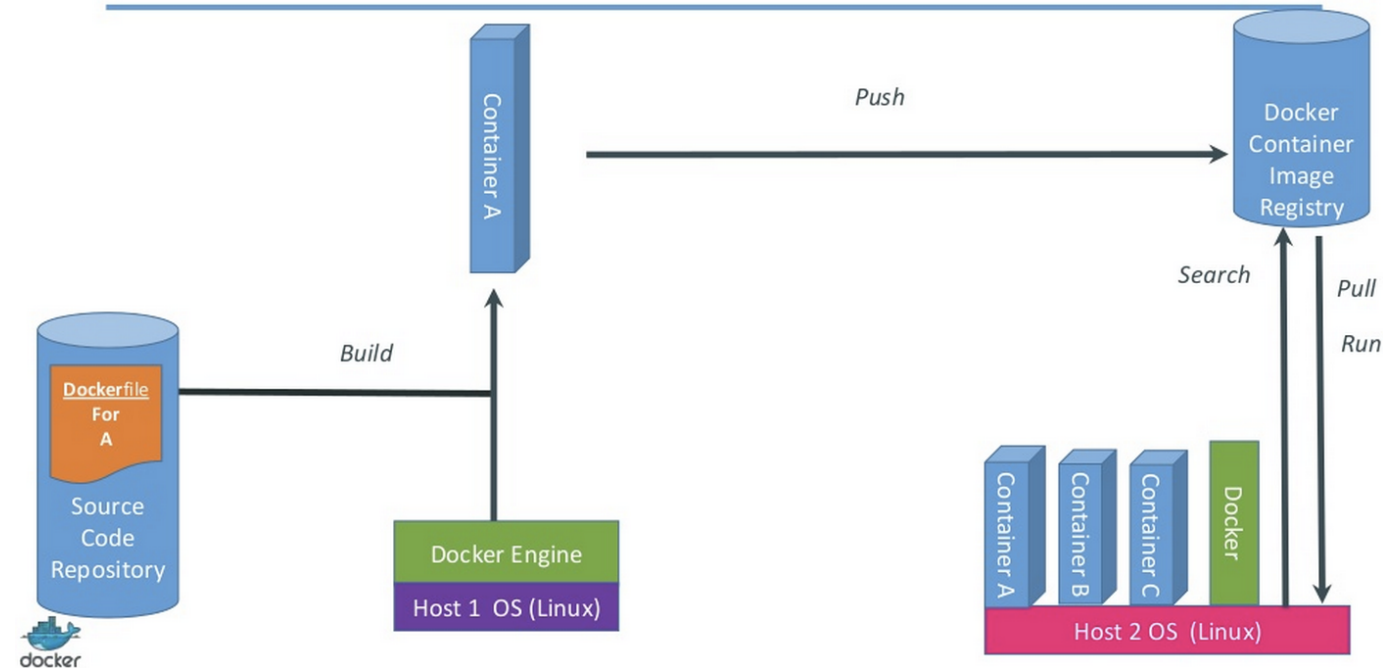 Container A
Push
Docker
Container
Image
Registry
Search
Pull
Run
Build
Dockerfile
For
A
Source
Code
Repository
Docker Engine
Host 1 OS (Linux)
Container A
Container B
Container C
Docker
Host 2 OS (Linux)
docker